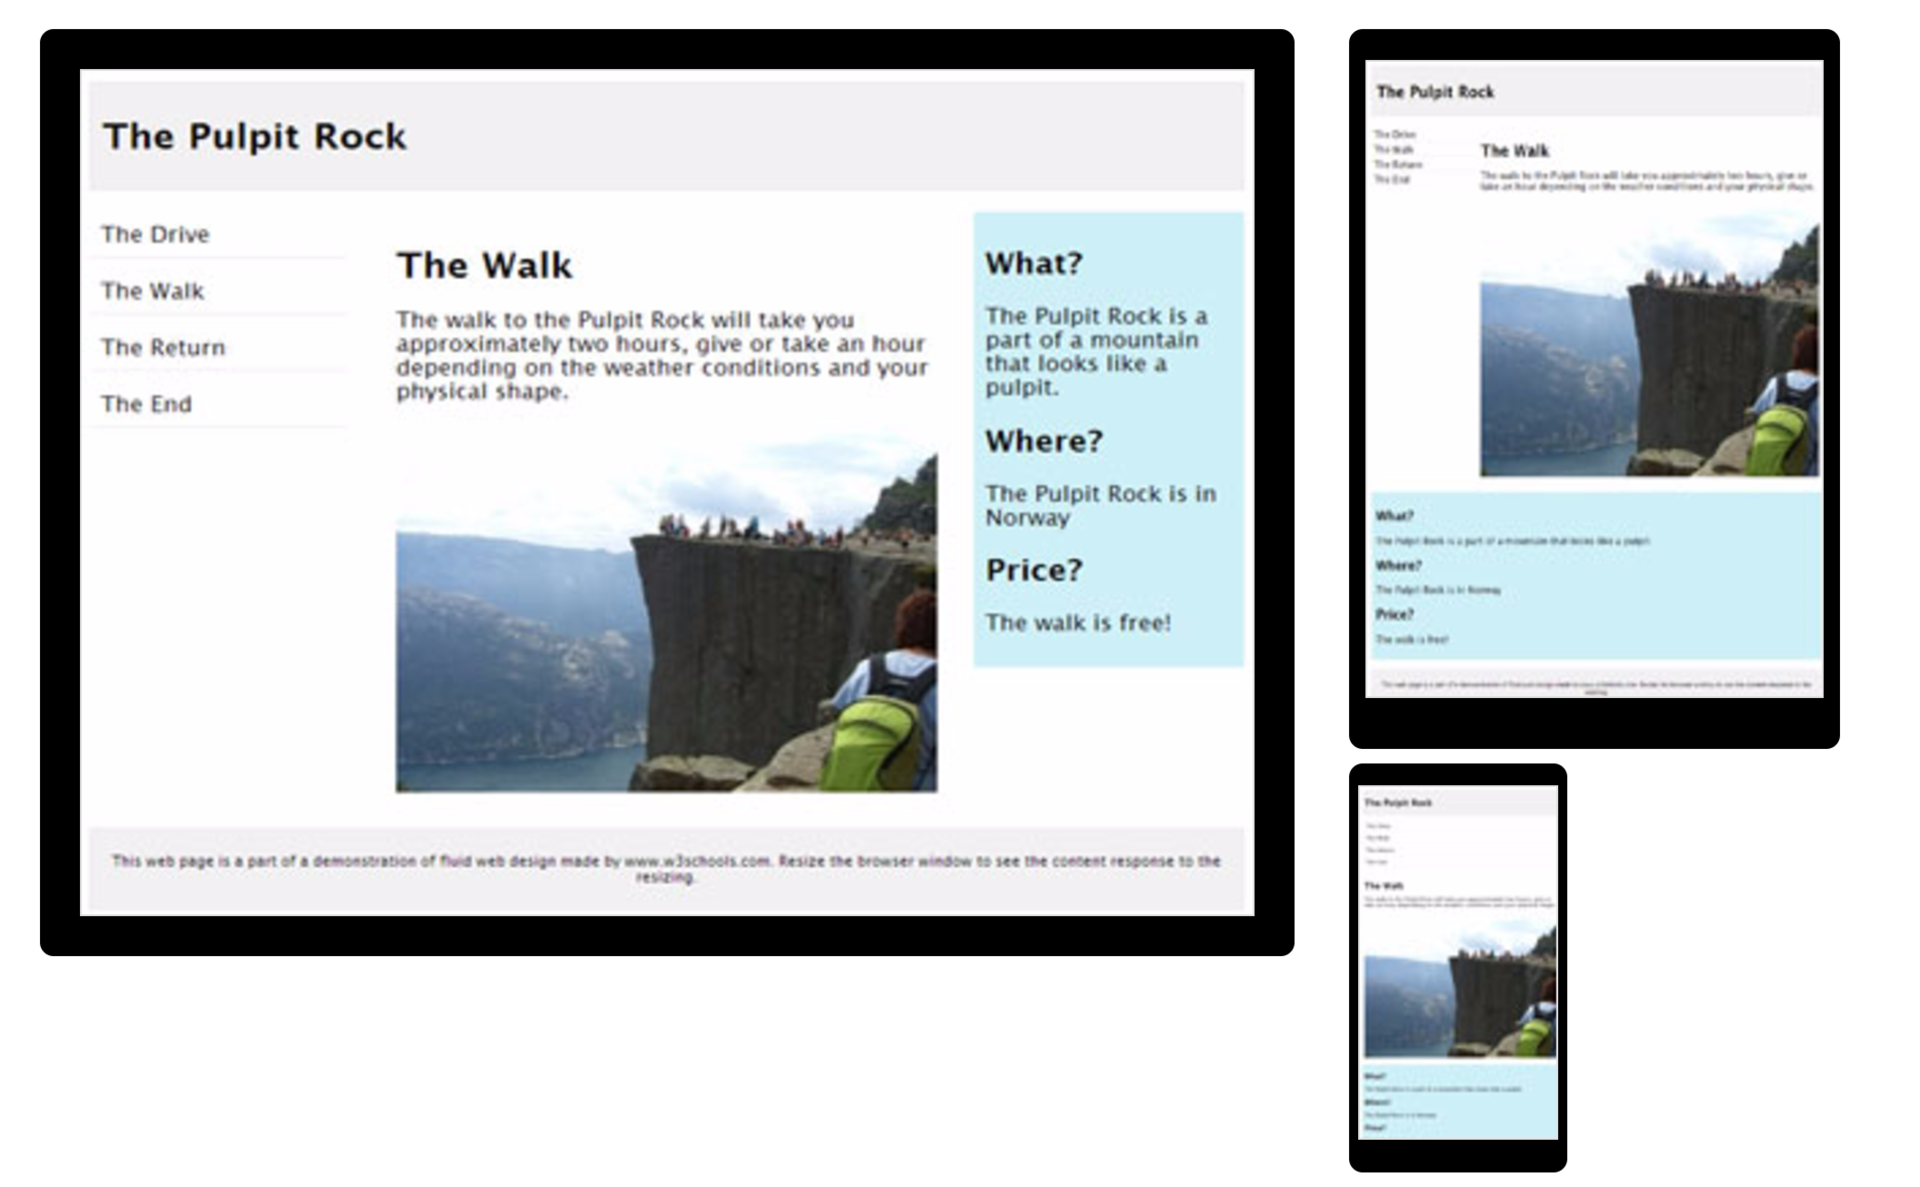 The Pulpit Rock
The Drive
The Walk
The Return
The End
The Walk
The walk to the Pulpit Rock will take you
approximately two hours, give or take an hour
depending on the weather conditions and your
physical shape.
What?
The Pulpit Rock is a
part of a mountain
that looks like a
pulpit.
Where?
The Pulpit Rock is in
Norway
Price?
The walk is free!
This web page is a part of a demonstration of fluid web design made by www.w3schools.com. Resize the browser window to see the content response to the
resizing.
The Pulpit Rock
The Drive
The Walk
The Return
The End
The Walk
The walk to the Pulpit Rock will take you approximately two hours, give or
take an hour depending on the weather conditions and your physical shape.
What?
The Pulpit Rock is a part of a mountain that looks like a pulpit.
Where?
The Pulpit Rock is in Norway
Price?
The walk is free!
The Pulpit Rock
The Walk
What?
Where?
Price?